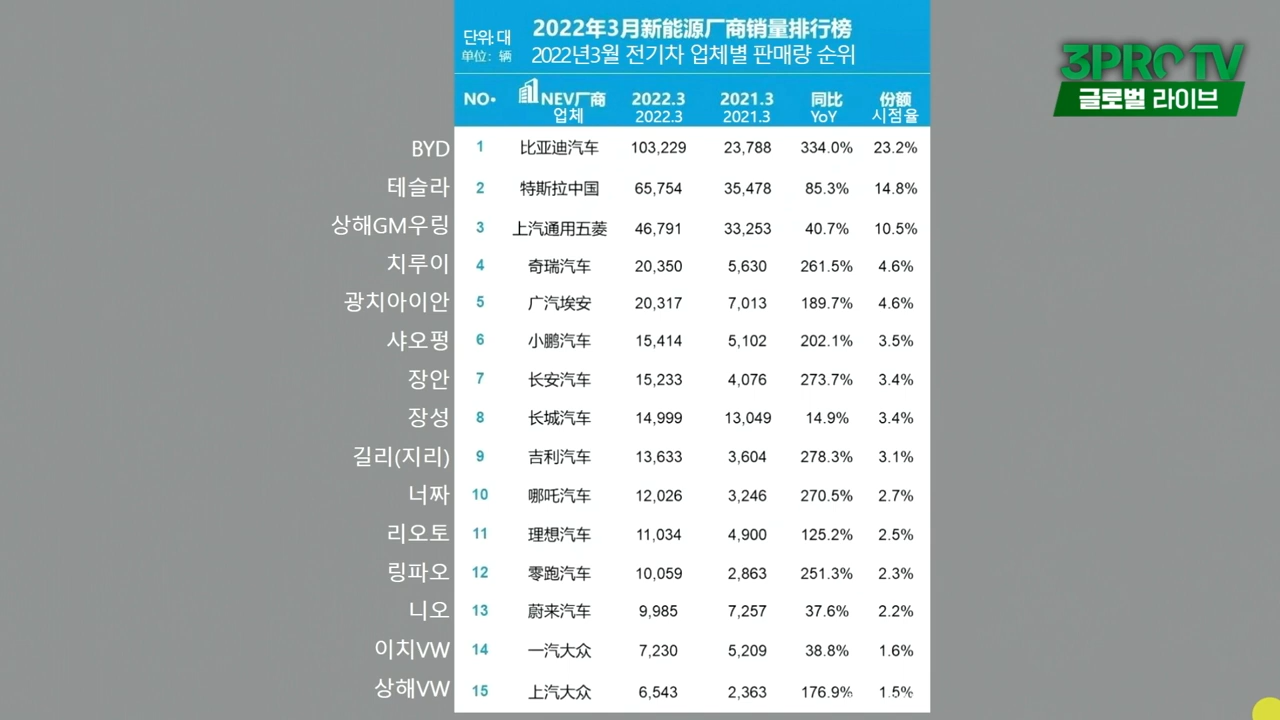 2022年3月新能源厂商销量排行榜
단위: 대
2022년3월 전기차 업체별 판매량 순위
单位：辆
3PRO TV
글로벌 라이브
NO• NEV厂商 2022.3 2021.3 同比 份额
업체 2022.3 2021.3 YoY 시점율
BYD 1 比亚迪汽车 103,229 23,788 334.0% 23.2%
테슬라 2 特斯拉中国 65,754 35,478 85.3% 14.8%
상해GM우링 3 上汽通用五菱 46,791 33,253 40.7% 10.5%
치루이 4 奇瑞汽车 20,350 5,630 261.5% 4.6%
광치아이안 5 广汽埃安 20,317 7,013 189.7% 4.6%
샤오펑 6 小鹏汽车 15,414 5,102 202.1% 3.5%
장안 7 长安汽车 15,233 4,076 273.7% 3.4%
장성 8 长城汽车 14,999 13,049 14.9% 3.4%
길리(지리) 9 吉利汽车 13,633 3,604 278.3% 3.1%
너짜 10 哪吒汽车 12,026 3,246 270.5% 2.7%
리오토 11 理想汽车 11,034 4,900 125.2% 2.5%
링파오 12 零跑汽车 10,059 2,863 251.3% 2.3%
니오 13 蔚来汽车 9,985 7,257 37.6% 2.2%
이치VW 14 一汽大众 7,230 5,209 38.8% 1.6%
상해VW 15 上汽大众 6,543 2,363 176.9% 1.5%